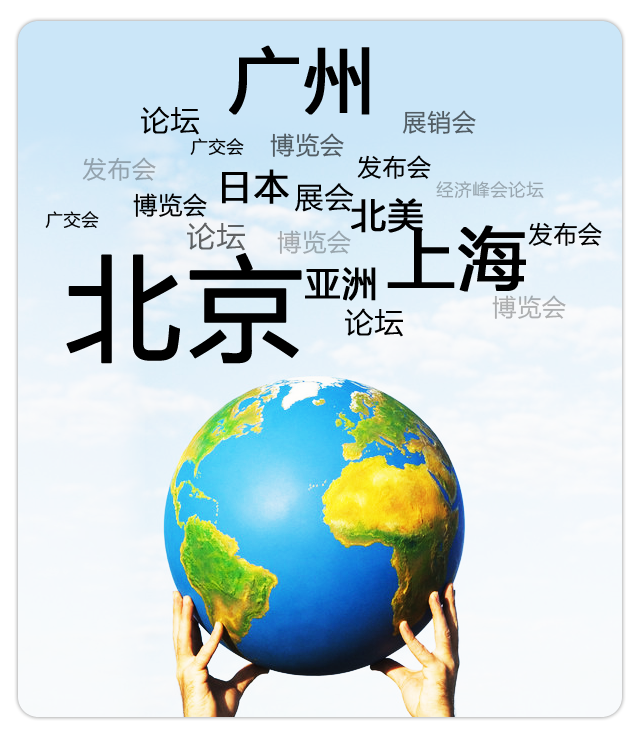 广州
论坛
展销会
广交会
博览会
发布会
发布会
日本
展会
经济峰会论坛
博览会
北美
广交会
论坛
博览会
上海
发布会
北京
亚洲
博览会
论坛